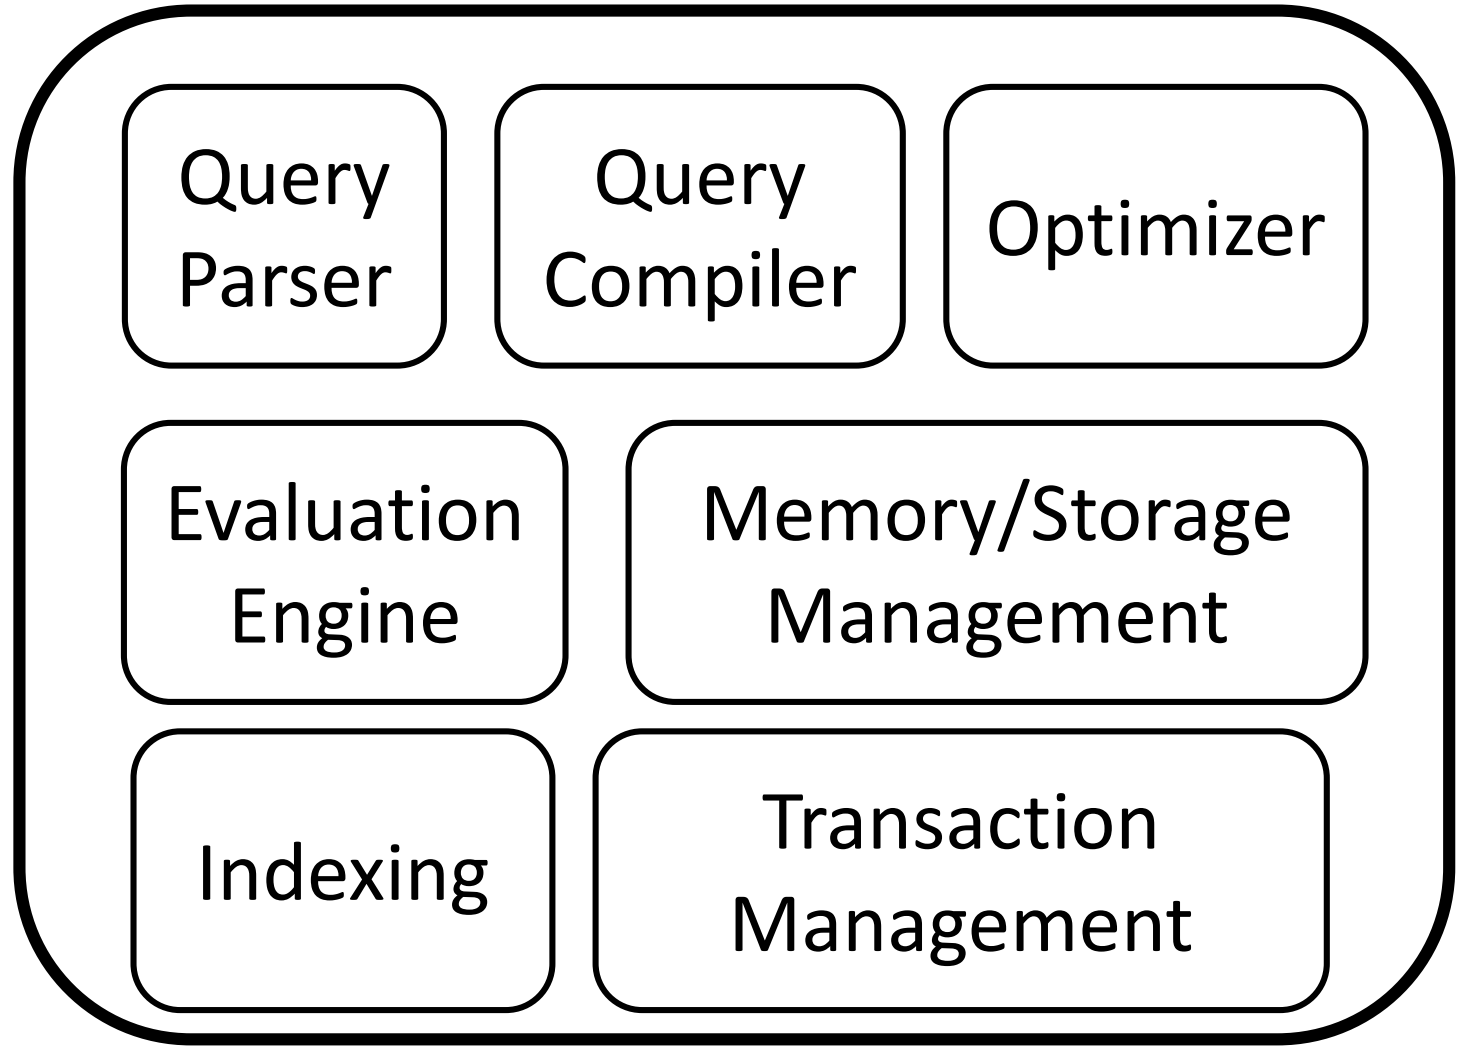 Query
Parser
Query
Compiler
Optimizer
Evaluation
Engine
Memory/Storage
Management
Indexing
Transaction
Management